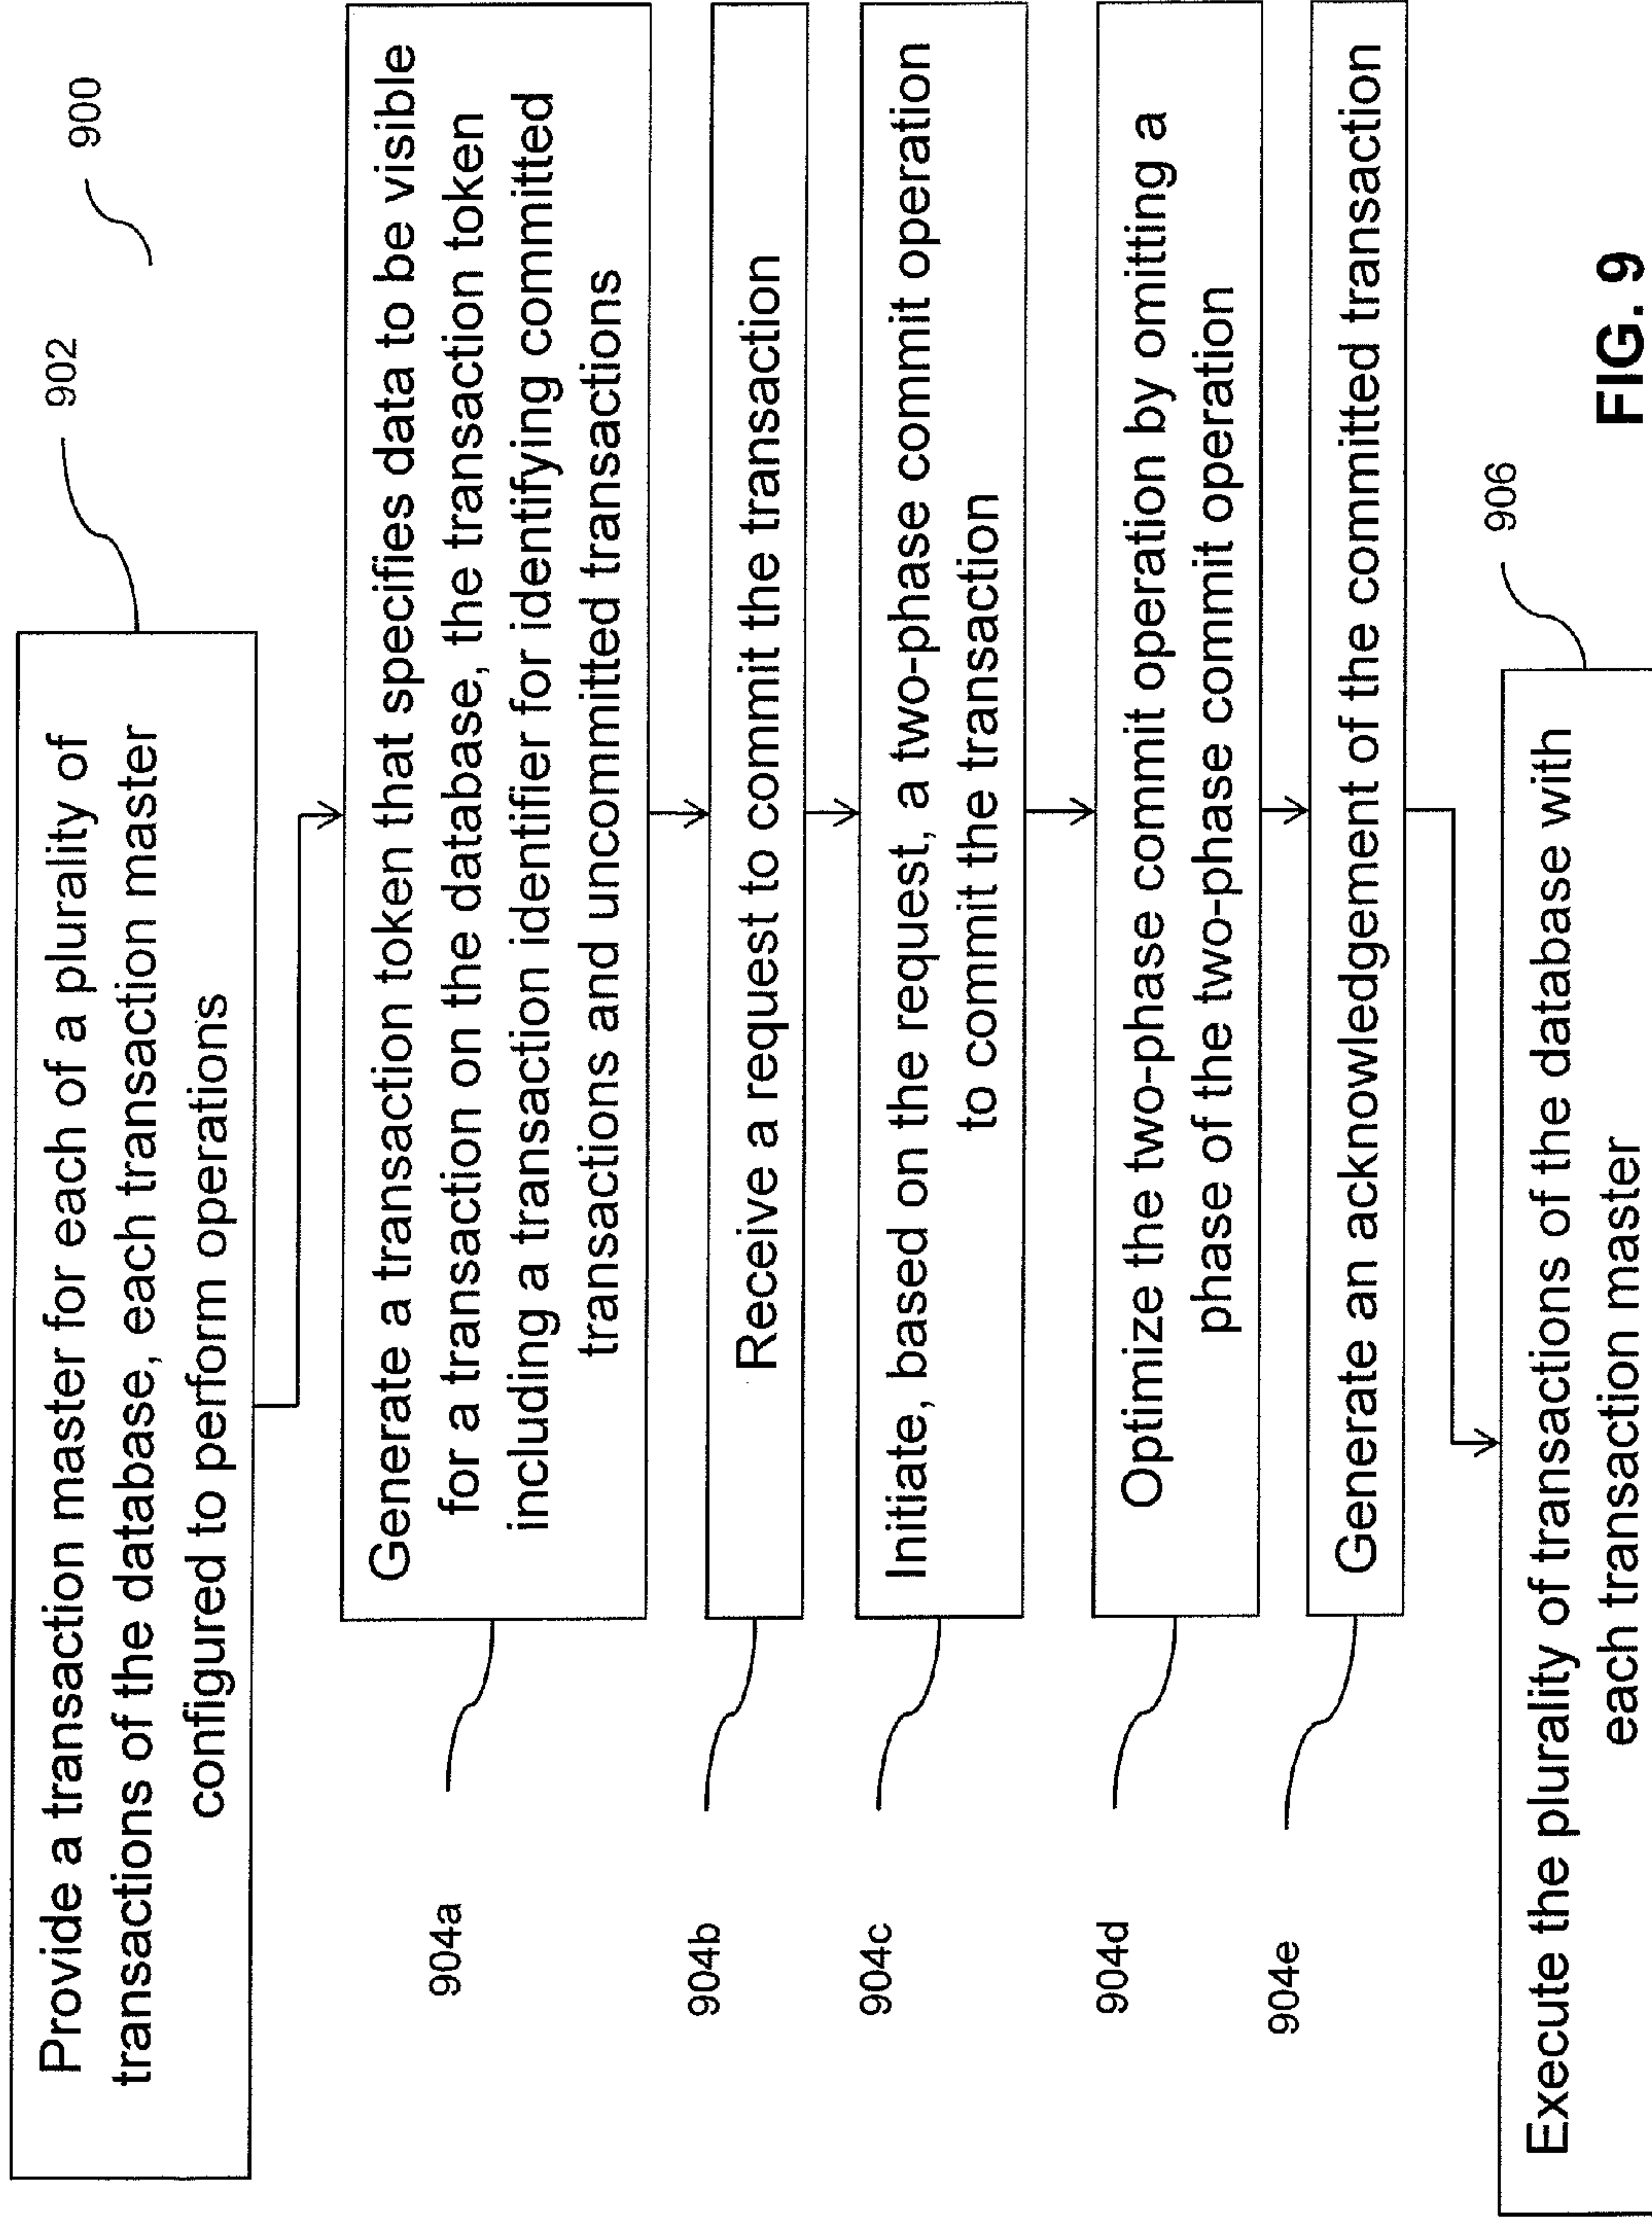 900
902
Provide a transaction master for each of a plurality of
transactions of the database, each transaction master
configured to perform operations
904a
Generate a transaction token that specifies data to be visible
for a transaction on the database, the transaction token
including a transaction identifier for identifying committed
transactions and uncommitted transactions
904b
Receive a request to commit the transaction
904c
Initiate, based on the request, a two-phase commit operation
to commit the transaction
904d
Optimize the two-phase commit operation by omitting a
phase of the two-phase commit operation
904e
Generate an acknowledgement of the committed transaction
906
Execute the plurality of transactions of the database with
each transaction master
FIG. 9